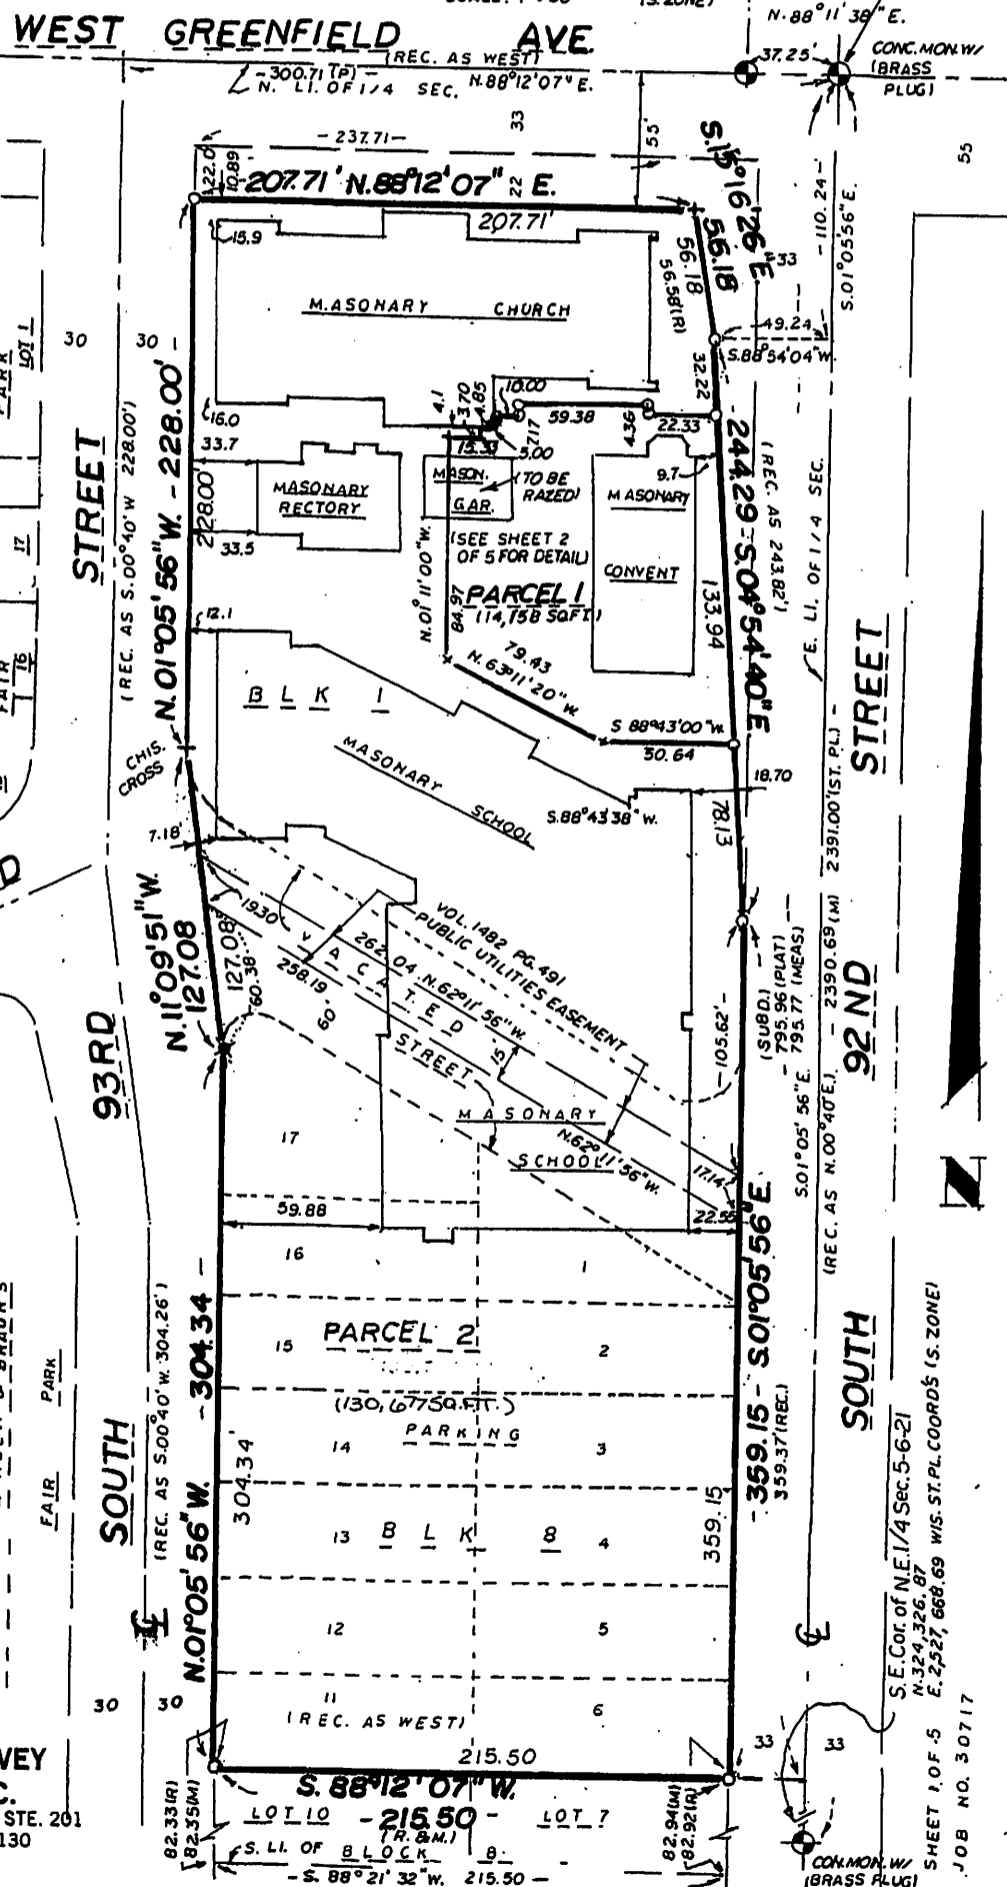 WEST GREENFIELD AVE.
(REC. AS WEST)
-300.71 (P)-
N. LI. OF 1/4 SEC. N.88°12'07"E.
N.88°11'38"E.
37.25'
CONC. MON. W/
(BRASS
PLUG)
33
55'
55
-237.71-
22.0
10.89
-207.71' N.88°12'07" E.
22
207.71'
S.15°16'26"E.
56.18
56.18
56.58(R)
33
-110.24-
S.01°05'56"E.
-49.24-
S.88°54'04"W.
15.9
MASONARY CHURCH
30
30
LOT 1
PARK
17
16
FAIR
16.0
33.7
4.1
3.70
4.85
10.00
59.38
7.17
4.36
22.33
32.22
15.33
5.00
9.7
MASONARY
RECTORY
MASON.
GAR.
(TO BE
RAZED)
MASONARY
CONVENT
(SEE SHEET 2
OF 5 FOR DETAIL)
PARCEL 1
(14,158 SQ.FT.)
33.5
12.1
N.01°11'00"W.
84.97
79.43
N.63°11'20"W.
S 88°43'00"W.
50.64
133.94
244.29-S.04°54'40"E
(REC. AS 243.82')
E. LI. OF 1/4 SEC.
228.00'
N.01°05'56"W. -228.00'-
(REC. AS S.00°40'W 228.00')
STREET
CHIS.
CROSS
BLK 1
MASONARY
SCHOOL
S.88°43'38"W.
18.70
78.13
7.18'
N.11°09'51"W.
127.08
127.08
60.38
19.30
VOL. 1482 PG. 491
PUBLIC UTILITIES EASEMENT
262.04 N.62°11'56"W.
258.19
VACATED
STREET
60'
15'
-105.62'-
MASONARY
SCHOOL
N.62°11'56"W.
17.14
22.55
59.88
93RD
SOUTH
STREET
92ND
SOUTH
(SUBD.)
-795.96 (PLAT)
795.77 (MEAS)
S.01°05'56"E.
(REC. AS N.00°40'E.) - 2390.69 (M) 2391.00'(ST. PL.) -
17
16
1
15
2
PARCEL 2
(130,677 SQ.FT.)
PARKING
14
3
13
BLK 8
4
12
5
11
6
(REC. AS WEST)
304.34'
N.01°05'56"W. -304.34-
(REC. AS S.00°40'W. 304.26')
FAIR PARK
359.15
-359.15- S.01°05'56"E.
359.37'(REC.)
N
30
30
33
33
215.50
S. 88°12'07"W.
-215.50-
(R.&M.)
LOT 10
LOT 7
82.33(R)
82.35(M)
82.94(M)
82.92(R)
S. LI. OF BLOCK 8
-S. 88°21'32"W. 215.50-
S.E. Cor. of N.E.1/4 Sec. 5-6-21
N.324,326.87
E.2,527,668.69 WIS. ST. PL. COORD'S (S. ZONE)
SHEET 1 OF 5
JOB NO. 30717
CON. MON. W/
(BRASS PLUG)
VEY
STE. 201
130